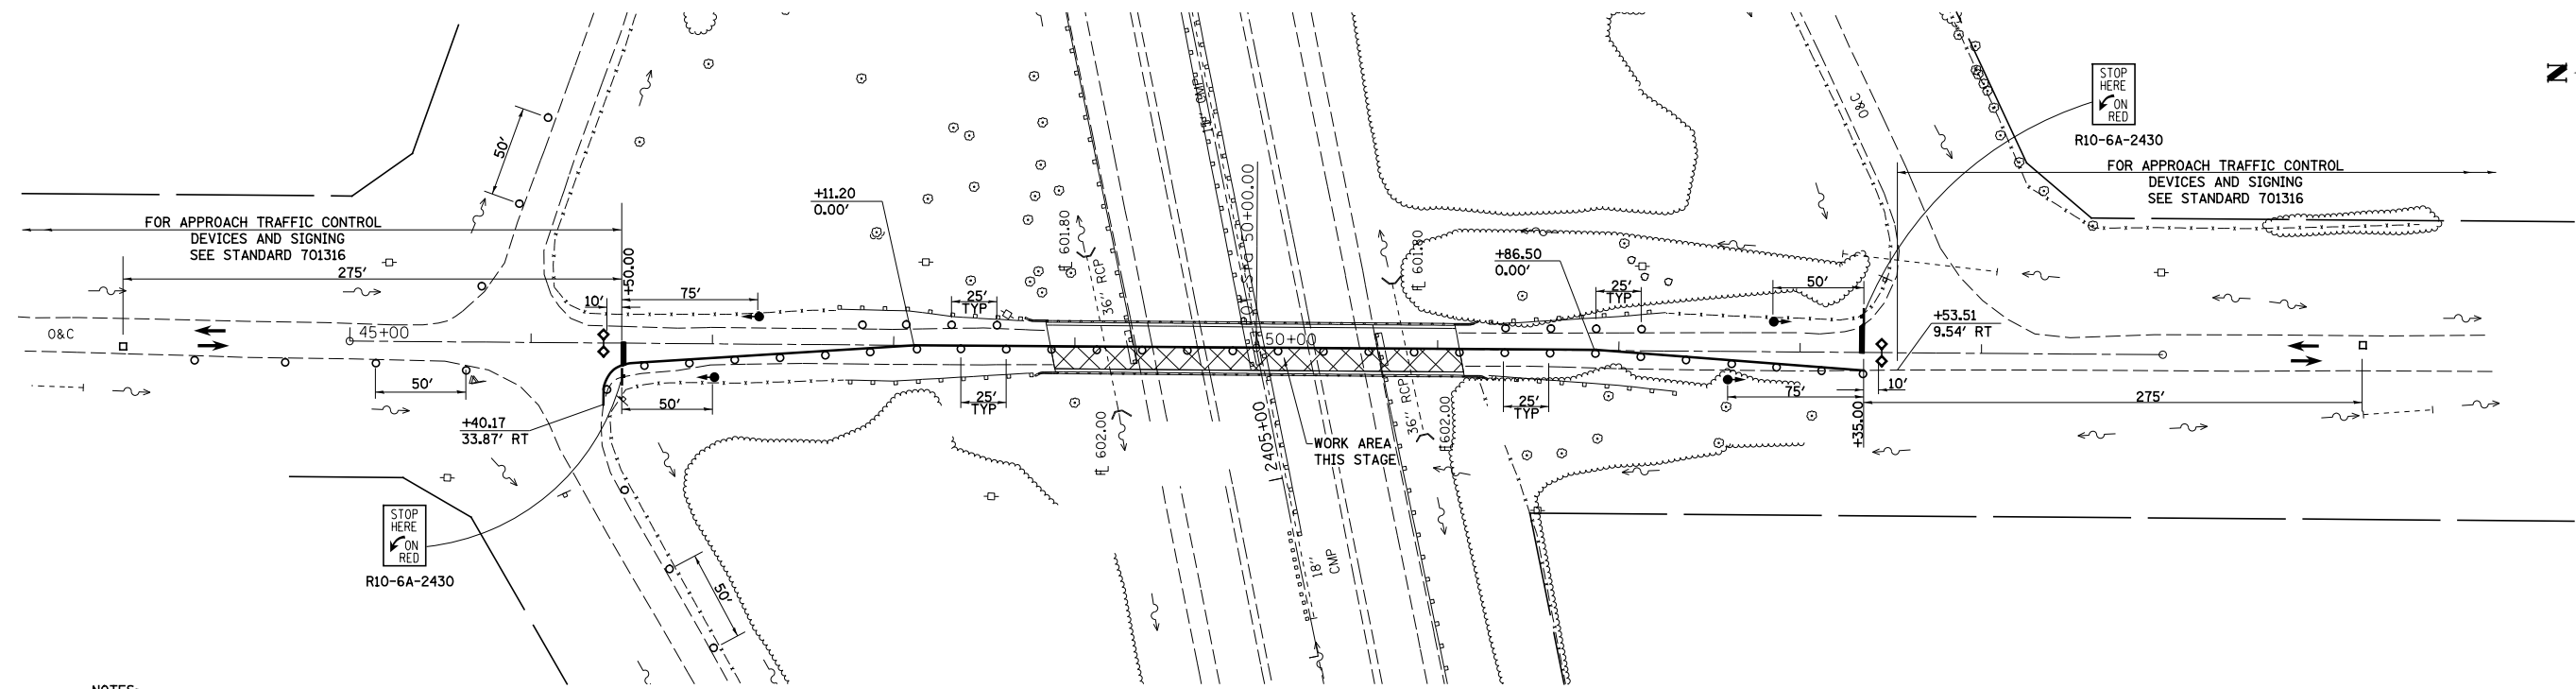 STOP
HERE
ON
RED
R10-6A-2430
N
O&C
FOR APPROACH TRAFFIC CONTROL
DEVICES AND SIGNING
SEE STANDARD 701316
50'
+11.20
0.00'
CMP
FOR APPROACH TRAFFIC CONTROL
DEVICES AND SIGNING
SEE STANDARD 701316
275'
+50.00
10'
75'
25'
TYP
601.80
36'' RCP
50+00.00
601.80
+86.50
0.00'
25'
TYP
50'
+53.51
9.54' RT
O&C
45+00
50+00
50'
50'
25'
TYP
25'
TYP
75'
10'
275'
+35.00
+40.17
33.87' RT
602.00
2405+00
WORK AREA
THIS STAGE
36'' RCP
602.00
STOP
HERE
ON
RED
R10-6A-2430
50'
18''
CMP
NOTES: